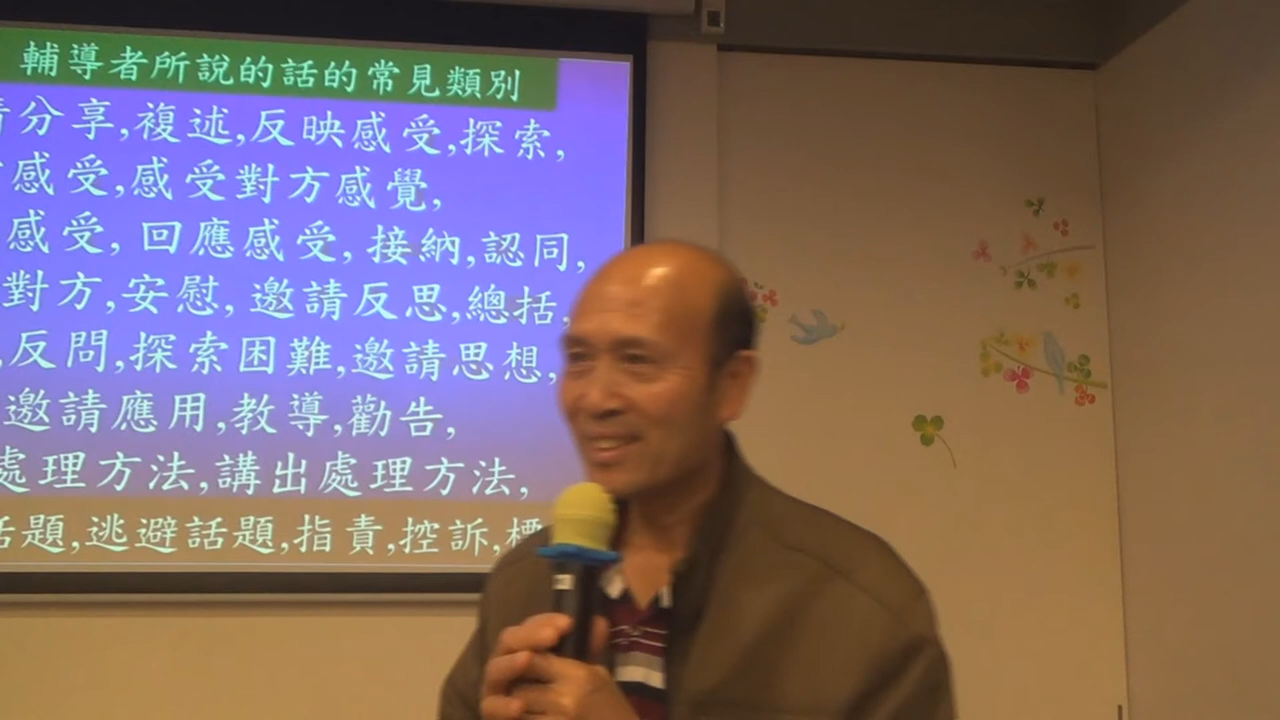 輔導者所說的話的常見類別
分享,複述,反映感受,探索,
感受,感受對方感覺,
感受, 回應感受, 接納,認同,
對方,安慰, 邀請反思,總括,
,反問,探索困難,邀請思想,
邀請應用,教導,勸告,
處理方法,講出處理方法,
話題,逃避話題,指責,控訴,